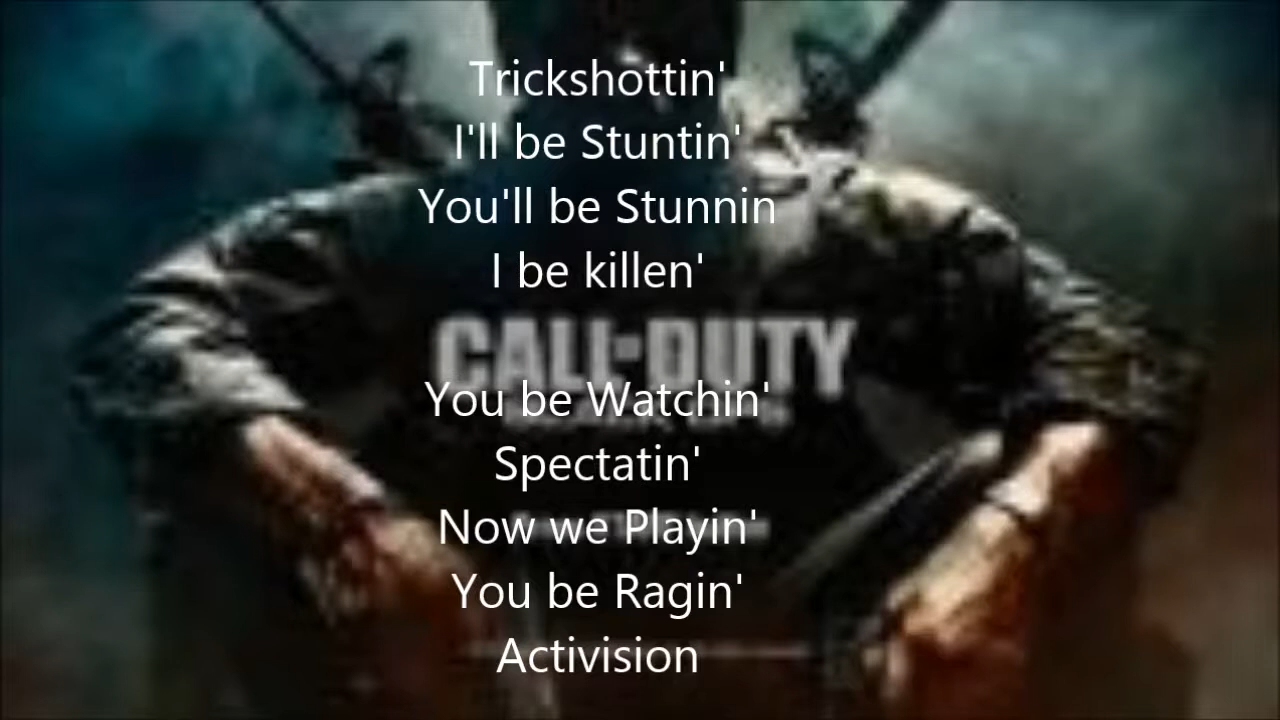 Trickshottin'
I'll be Stuntin'
You'll be Stunnin
I be killen'
CALL OF DUTY
You be Watchin'
Spectatin'
Now we Playin'
You be Ragin'
Activision